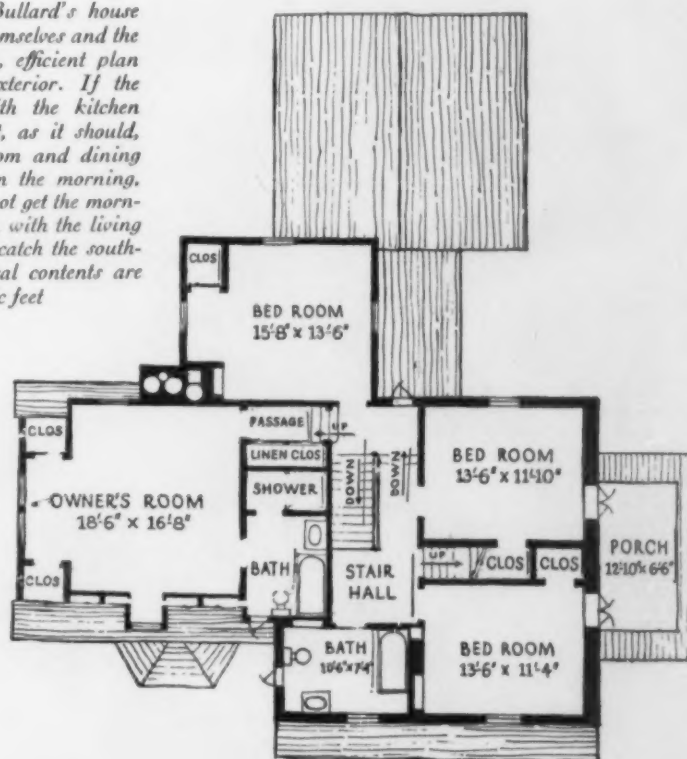 Bullard's house
mselves and the
, efficient plan
xterior. If the
th the kitchen
, as it should,
om and dining
n the morning.
ot get the morn-
with the living
catch the south-
al contents are
c feet
CLOS
BED ROOM
15'-8" x 13'-6"
CLOS
PASSAGE
UP
LINEN CLOS
SHOWER
DOWN
DOWN
BED ROOM
13'-6" x 11'-10"
OWNER'S ROOM
18'-6" x 16'-8"
CLOS
BATH
STAIR
HALL
UP
CLOS
CLOS
PORCH
12'-10" x 6'-6"
BATH
10'-6" x 7'-4"
BED ROOM
13'-6" x 11'-4"